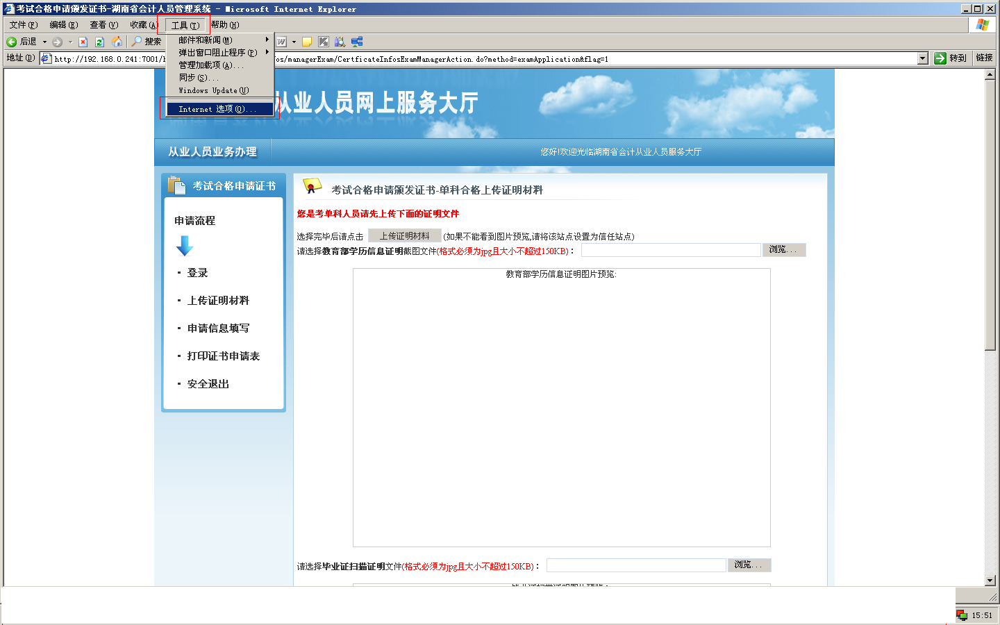 考试合格申请颁发证书-湖南省会计人员管理系统 - Microsoft Internet Explorer
文件(F) 编辑(E) 查看(V) 收藏(A) 工具(T) 帮助(H)
后退 搜索
邮件和新闻(M)
弹出窗口阻止程序(P)
管理加载项(A)...
同步(S)...
Windows Update(U)
Internet 选项(O)...
地址(D) http://192.168.0.241:7001/ os/managerExam/CertficateInfosExamManagerAction.do?method=examApplication&flag=1 转到 链接
从业人员网上服务大厅
从业人员业务办理 您好!欢迎光临湖南省会计从业人员服务大厅
考试合格申请证书
申请流程
· 登录
· 上传证明材料
· 申请信息填写
· 打印证书申请表
· 安全退出
考试合格申请颁发证书-单科合格上传证明材料
您是考单科人员请先上传下面的证明文件
选择完毕后请点击 上传证明材料 (如果不能看到图片预览,请将该站点设置为信任站点)
请选择教育部学历信息证明截图文件(格式必须为jpg且大小不超过150KB)： 浏览...
教育部学历信息证明图片预览:
请选择毕业证扫描证明文件(格式必须为jpg且大小不超过150KB)： 浏览...
15:51